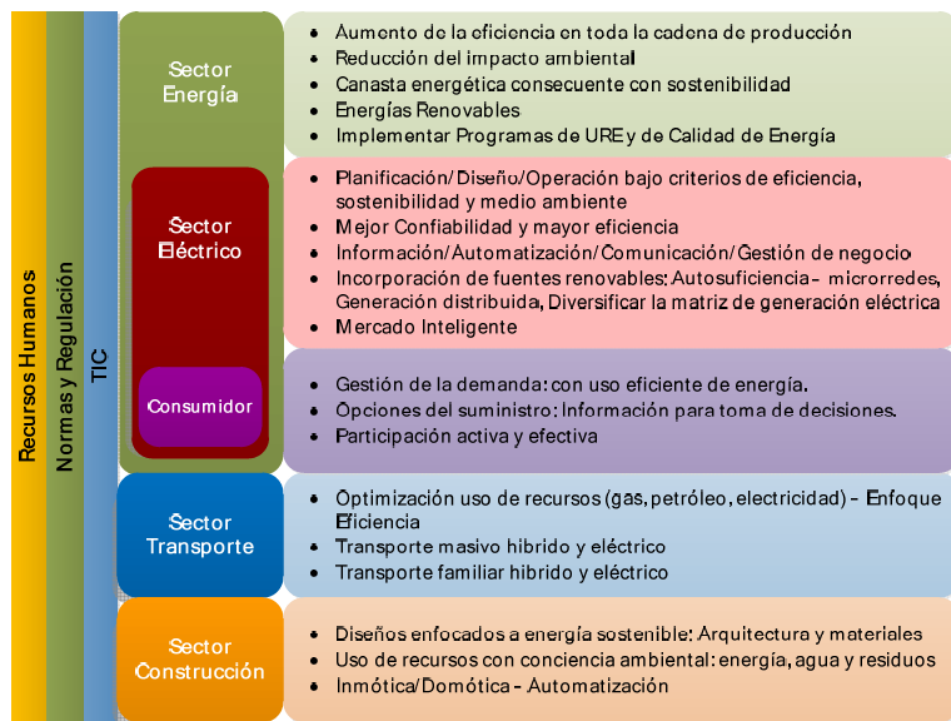 Recursos Humanos
Normas y Regulación
TIC
Sector
Energía
• Aumento de la eficiencia en toda la cadena de producción
• Reducción del impacto ambiental
• Canasta energética consecuente con sostenibilidad
• Energías Renovables
• Implementar Programas de URE y de Calidad de Energía
Sector
Eléctrico
• Planificación/Diseño/Operación bajo criterios de eficiencia,
sostenibilidad y medio ambiente
• Mejor Confiabilidad y mayor eficiencia
• Información/Automatización/Comunicación/Gestión de negocio
• Incorporación de fuentes renovables: Autosuficiencia - microrredes,
Generación distribuida, Diversificar la matriz de generación eléctrica
• Mercado Inteligente
Consumidor
• Gestión de la demanda: con uso eficiente de energía.
• Opciones del suministro: Información para toma de decisiones.
• Participación activa y efectiva
Sector
Transporte
• Optimización uso de recursos (gas, petróleo, electricidad) - Enfoque
Eficiencia
• Transporte masivo hibrido y eléctrico
• Transporte familiar hibrido y eléctrico
Sector
Construcción
• Diseños enfocados a energía sostenible: Arquitectura y materiales
• Uso de recursos con conciencia ambiental: energía, agua y residuos
• Inmótica/Domótica - Automatización